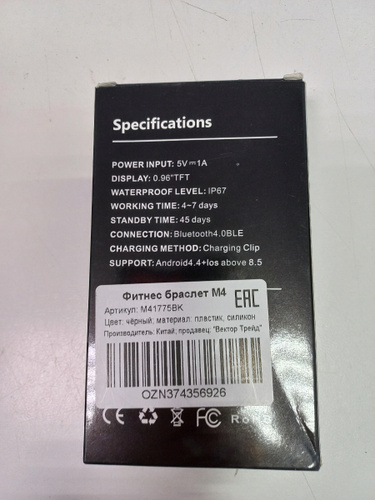 Specifications
POWER INPUT: 5V⎓1A
DISPLAY: 0.96"TFT
WATERPROOF LEVEL: IP67
WORKING TIME: 4~7 days
STANDBY TIME: 45 days
CONNECTION: Bluetooth4.0BLE
CHARGING METHOD: Charging Clip
SUPPORT: Android4.4+Ios above 8.5
Фитнес браслет M4
EAC
Артикул: M41775BK
Цвет: чёрный; материал: пластик, силикон
Производитель: Китай; продавец: "Вектор Трейд"
OZN374356926
CE FC RoHS